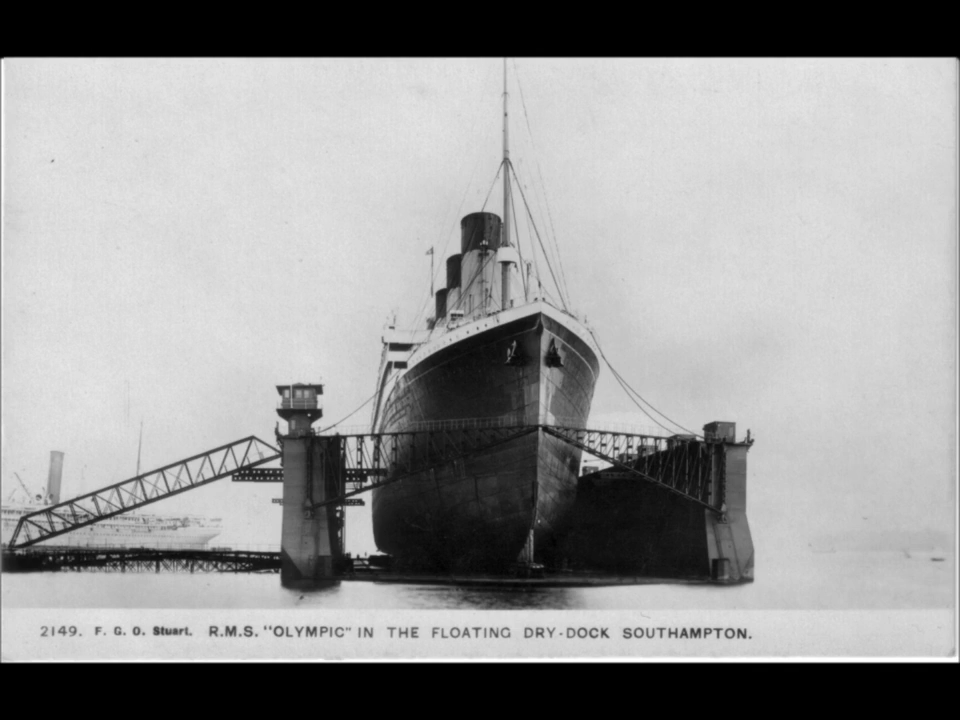 2149. F. G. O. Stuart. R.M.S. "OLYMPIC" IN THE FLOATING DRY-DOCK SOUTHAMPTON.